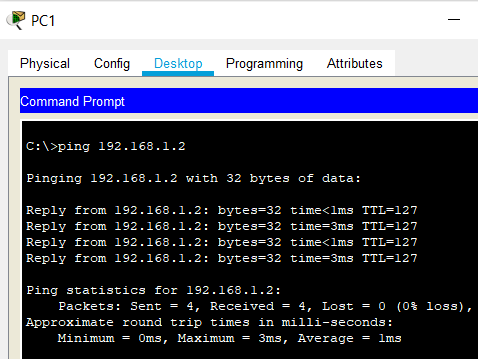 PC1
Physical Config Desktop Programming Attributes
Command Prompt
C:\>ping 192.168.1.2
Pinging 192.168.1.2 with 32 bytes of data:
Reply from 192.168.1.2: bytes=32 time<1ms TTL=127
Reply from 192.168.1.2: bytes=32 time=3ms TTL=127
Reply from 192.168.1.2: bytes=32 time<1ms TTL=127
Reply from 192.168.1.2: bytes=32 time=3ms TTL=127
Ping statistics for 192.168.1.2:
Packets: Sent = 4, Received = 4, Lost = 0 (0% loss),
Approximate round trip times in milli-seconds:
Minimum = 0ms, Maximum = 3ms, Average = 1ms